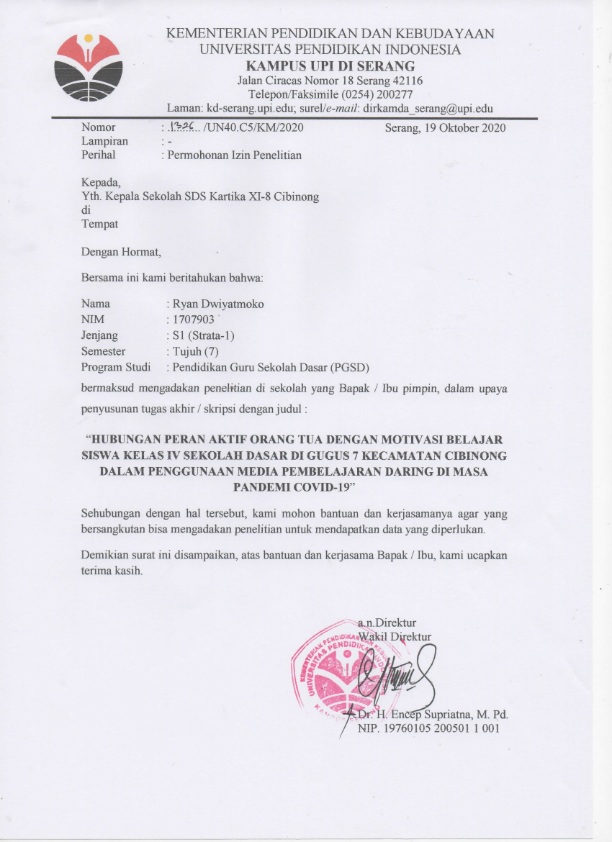 KEMENTERIAN PENDIDIKAN DAN KEBUDAYAAN
UNIVERSITAS PENDIDIKAN INDONESIA
KAMPUS UPI DI SERANG
Jalan Ciracas Nomor 18 Serang 42116
Telepon/Faksimile (0254) 200277
Laman: kd-serang.upi.edu; surel/e-mail: dirkamda_serang@upi.edu
Nomor : 1326 /UN40.C5/KM/2020 Serang, 19 Oktober 2020
Lampiran : -
Perihal : Permohonan Izin Penelitian
Kepada,
Yth. Kepala Sekolah SDS Kartika XI-8 Cibinong
di
Tempat
Dengan Hormat,
Bersama ini kami beritahukan bahwa:
Nama : Ryan Dwiyatmoko
NIM : 1707903
Jenjang : S1 (Strata-1)
Semester : Tujuh (7)
Program Studi : Pendidikan Guru Sekolah Dasar (PGSD)
bermaksud mengadakan penelitian di sekolah yang Bapak / Ibu pimpin, dalam upaya
penyusunan tugas akhir / skripsi dengan judul :
“HUBUNGAN PERAN AKTIF ORANG TUA DENGAN MOTIVASI BELAJAR
SISWA KELAS IV SEKOLAH DASAR DI GUGUS 7 KECAMATAN CIBINONG
DALAM PENGGUNAAN MEDIA PEMBELAJARAN DARING DI MASA
PANDEMI COVID-19”
Sehubungan dengan hal tersebut, kami mohon bantuan dan kerjasamanya agar yang
bersangkutan bisa mengadakan penelitian untuk mendapatkan data yang diperlukan.
Demikian surat ini disampaikan, atas bantuan dan kerjasama Bapak / Ibu, kami ucapkan
terima kasih.
a.n.Direktur
Wakil Direktur
KEMENTERIAN PENDIDIKAN DAN
UNIVERSITAS PENDIDIKAN
Dr. H. Encep Supriatna, M. Pd.
NIP. 19760105 200501 1 001